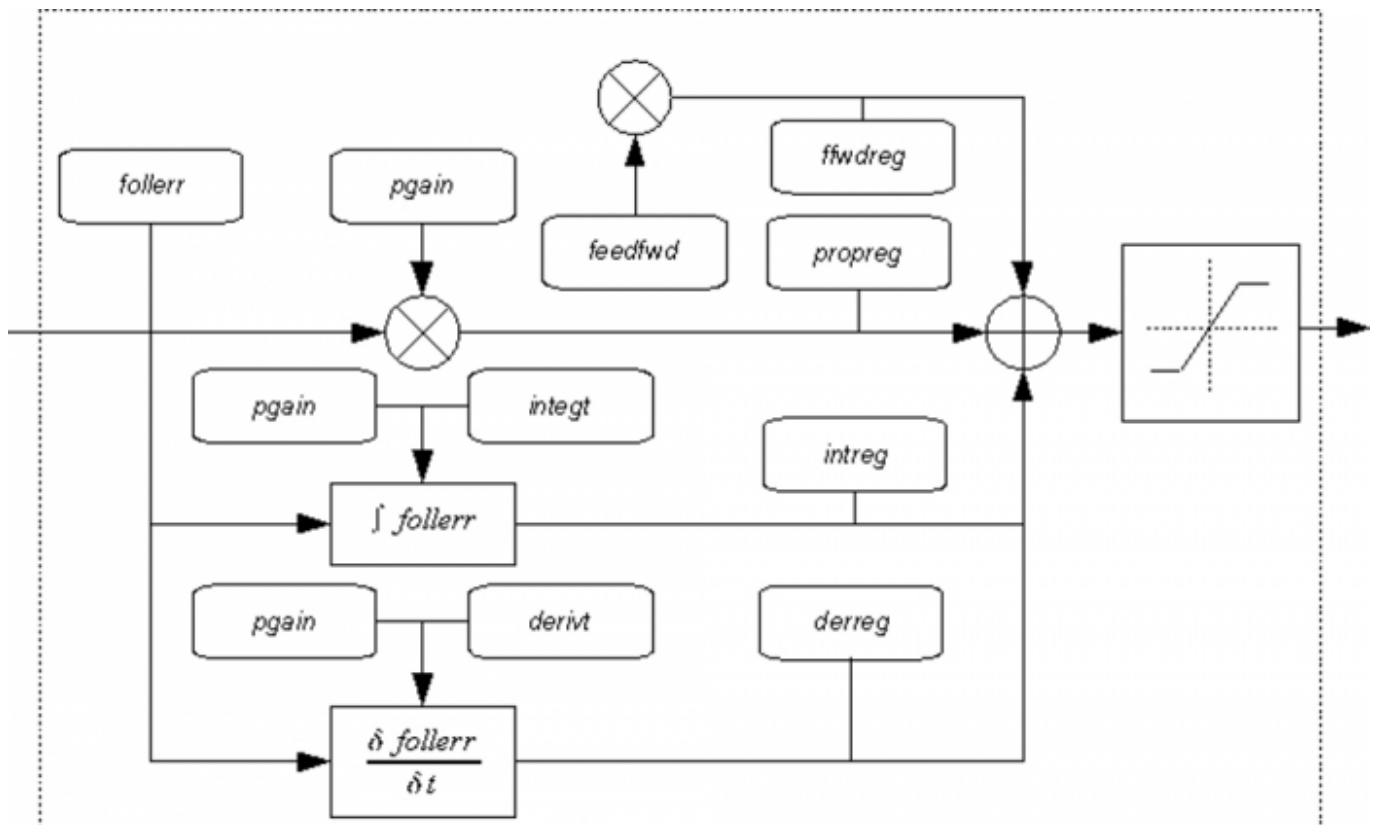 ffwdreg
follerr
pgain
feedfwd
propreg
pgain
integt
intreg
∫ follerr
pgain
derivt
derreg
δ follerr
δ t